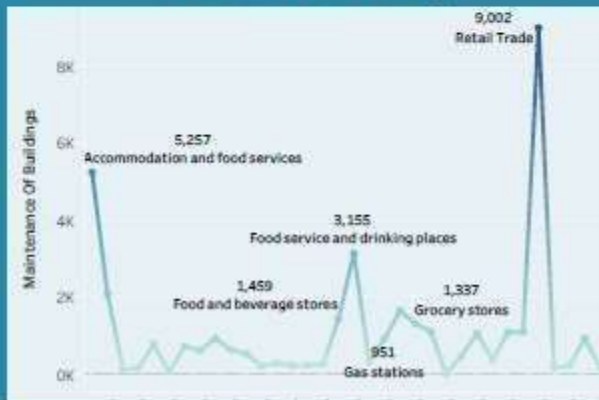 9,002
Retail Trade
8K
Maintenance Of Buildings
6K
5,257
Accommodation and food services
4K
3,155
Food service and drinking places
1,459
Food and beverage stores
1,337
Grocery stores
2K
951
Gas stations
0K